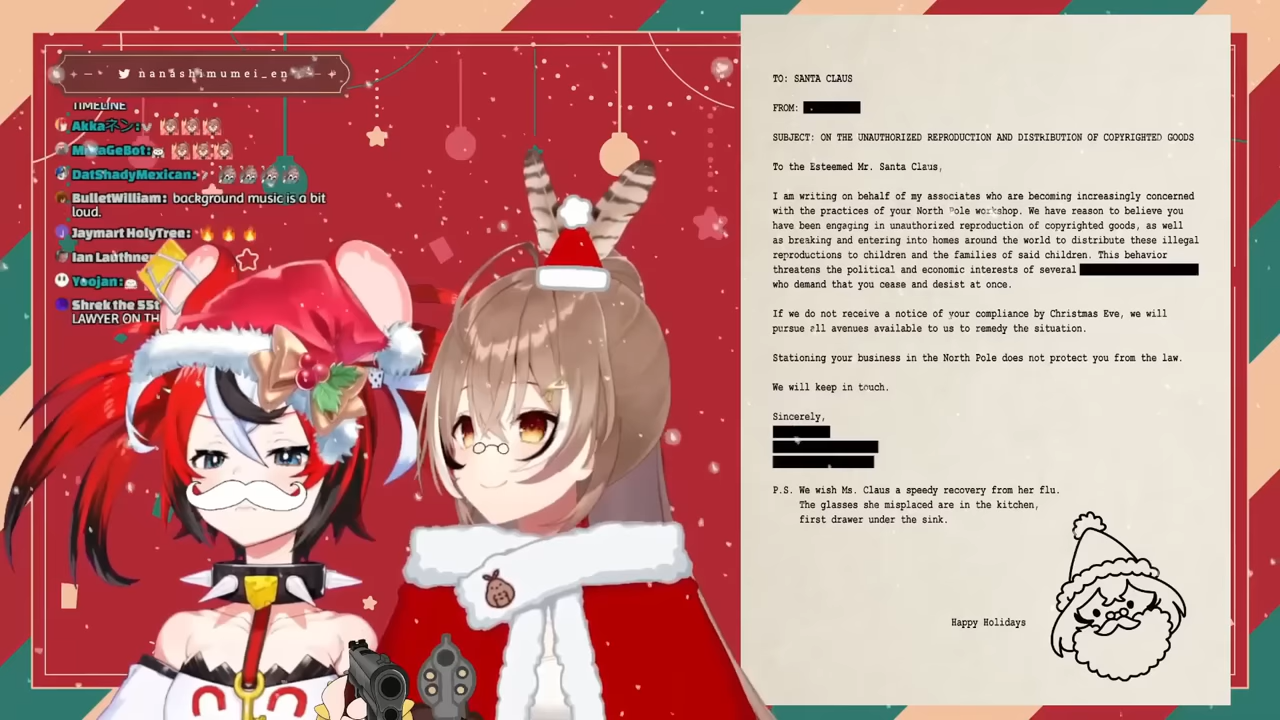 nanashimumei_en
TIMELINE
Akkaネン:
M
GeBot:
DatShadyMexican:
BulletWilliam: background music is a bit
loud.
Jaymart HolyTree:
Ian Lauthner
Yoojan:
Shrek the 55t
LAWYER ON TH
TO: SANTA CLAUS
FROM:
SUBJECT: ON THE UNAUTHORIZED REPRODUCTION AND DISTRIBUTION OF COPYRIGHTED GOODS
To the Esteemed Mr. Santa Claus,
I am writing on behalf of my associates who are becoming increasingly concerned
with the practices of your North Pole workshop. We have reason to believe you
have been engaging in unauthorized reproduction of copyrighted goods, as well
as breaking and entering into homes around the world to distribute these illegal
reproductions to children and the families of said children. This behavior
threatens the political and economic interests of several
who demand that you cease and desist at once.
If we do not receive a notice of your compliance by Christmas Eve, we will
pursue all avenues available to us to remedy the situation.
Stationing your business in the North Pole does not protect you from the law.
We will keep in touch.
Sincerely,
P.S. We wish Ms. Claus a speedy recovery from her flu.
The glasses she misplaced are in the kitchen,
first drawer under the sink.
Happy Holidays